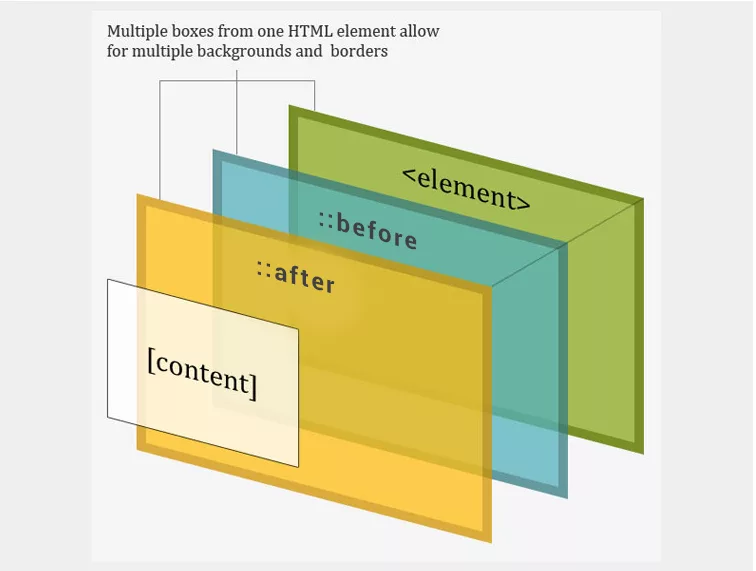 Multiple boxes from one HTML element allow
for multiple backgrounds and borders
<element>
::before
::after
[content]